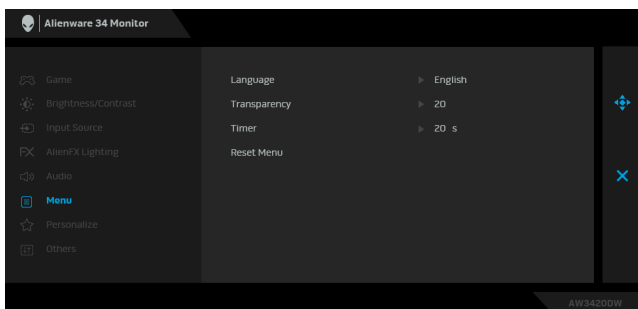 Alienware 34 Monitor
Game
Brightness/Contrast
Input Source
AlienFX Lighting
Audio
Menu
Personalize
Others
Language English
Transparency 20
Timer 20 s
Reset Menu
AW3420DW